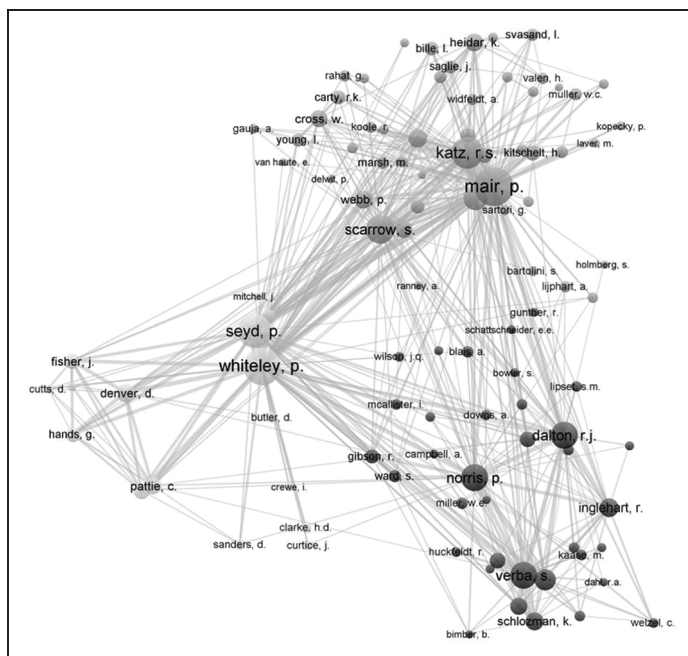 svasand, l.
heidar, k.
bille, l.
saglie, j.
rahat, g.
valen, h.
muller, w.c.
carty, r.k.
widfeldt, a.
cross, w.
koole, r.
gauja, a.
kopecky, p.
young, l.
laver, m.
katz, r.s.
kitschelt, h.
van haute, e.
marsh, m.
delwit, p.
mair, p.
webb, p.
sartori, g.
scarrow, s.
holmberg, s.
bartolini, s.
ranney, a.
lijphart, a.
mitchell, j.
gunther, r.
seyd, p.
schattschneider, e.e.
blais, a.
wilson, j.q.
fisher, j.
whiteley, p.
bower, s.
cutts, d.
denver, d.
lipset, s.m.
mcallister, i.
butler, d.
downs, a.
hands, g.
dalton, r.j.
gibson, r.
campbell, a.
ward, s.
norris, p.
pattie, c.
crewe, i.
miller, w.e.
inglehart, r.
clarke, h.d.
sanders, d.
curtice, j.
huckfeldt, r.
kaase, m.
verba, s.
dahl, r.a.
schlozman, k.
welzel, c.
bimber, b.